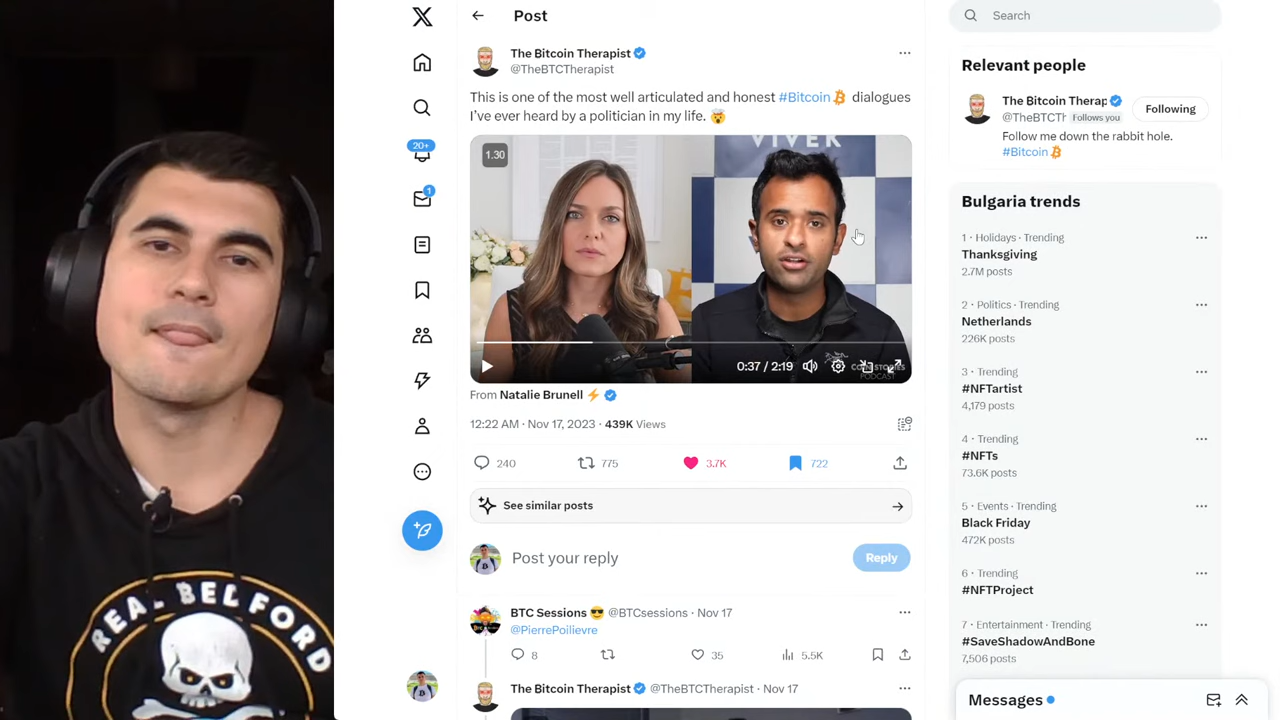 REAL BELFORD
Post
The Bitcoin Therapist
@TheBTCTherapist
This is one of the most well articulated and honest #Bitcoin dialogues
I've ever heard by a politician in my life. 🤯
1.30
VIVEK
0:37 / 2:19
PODCAST
From Natalie Brunell ⚡
12:22 AM · Nov 17, 2023 · 439K Views
240
775
3.7K
722
See similar posts
Post your reply
Reply
BTC Sessions 😎 @BTCsessions · Nov 17
@PierrePoilievre
8
35
5.5K
The Bitcoin Therapist @TheBTCTherapist · Nov 17
20+
1
Search
Relevant people
The Bitcoin Therap
@TheBTCTh Follows you
Following
Follow me down the rabbit hole.
#Bitcoin
Bulgaria trends
1 · Holidays · Trending
Thanksgiving
2.7M posts
2 · Politics · Trending
Netherlands
226K posts
3 · Trending
#NFTartist
4,179 posts
4 · Trending
#NFTs
73.6K posts
5 · Events · Trending
Black Friday
472K posts
6 · Trending
#NFTProject
7 · Entertainment · Trending
#SaveShadowAndBone
7,506 posts
Messages